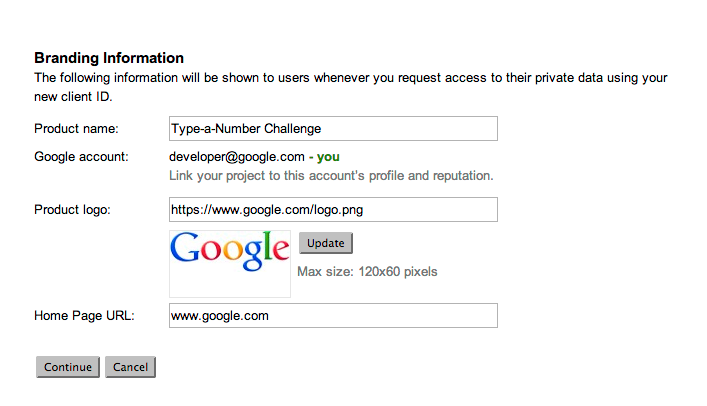 Branding Information
The following information will be shown to users whenever you request access to their private data using your
new client ID.
Product name: Type-a-Number Challenge
Google account: developer@google.com - you
Link your project to this account's profile and reputation.
Product logo: https://www.google.com/logo.png
Google Update
Max size: 120x60 pixels
Home Page URL: www.google.com
Continue Cancel